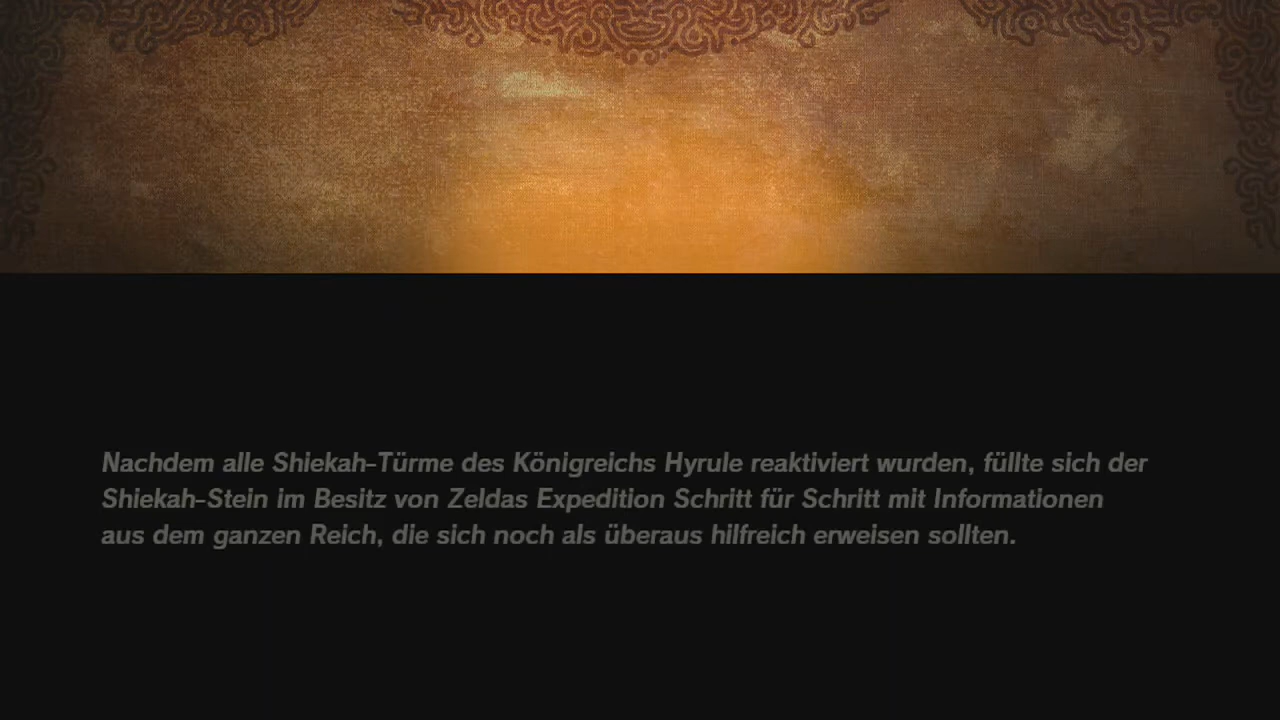 Nachdem alle Shiekah-Türme des Königreichs Hyrule reaktiviert wurden, füllte sich der
Shiekah-Stein im Besitz von Zeldas Expedition Schritt für Schritt mit Informationen
aus dem ganzen Reich, die sich noch als überaus hilfreich erweisen sollten.